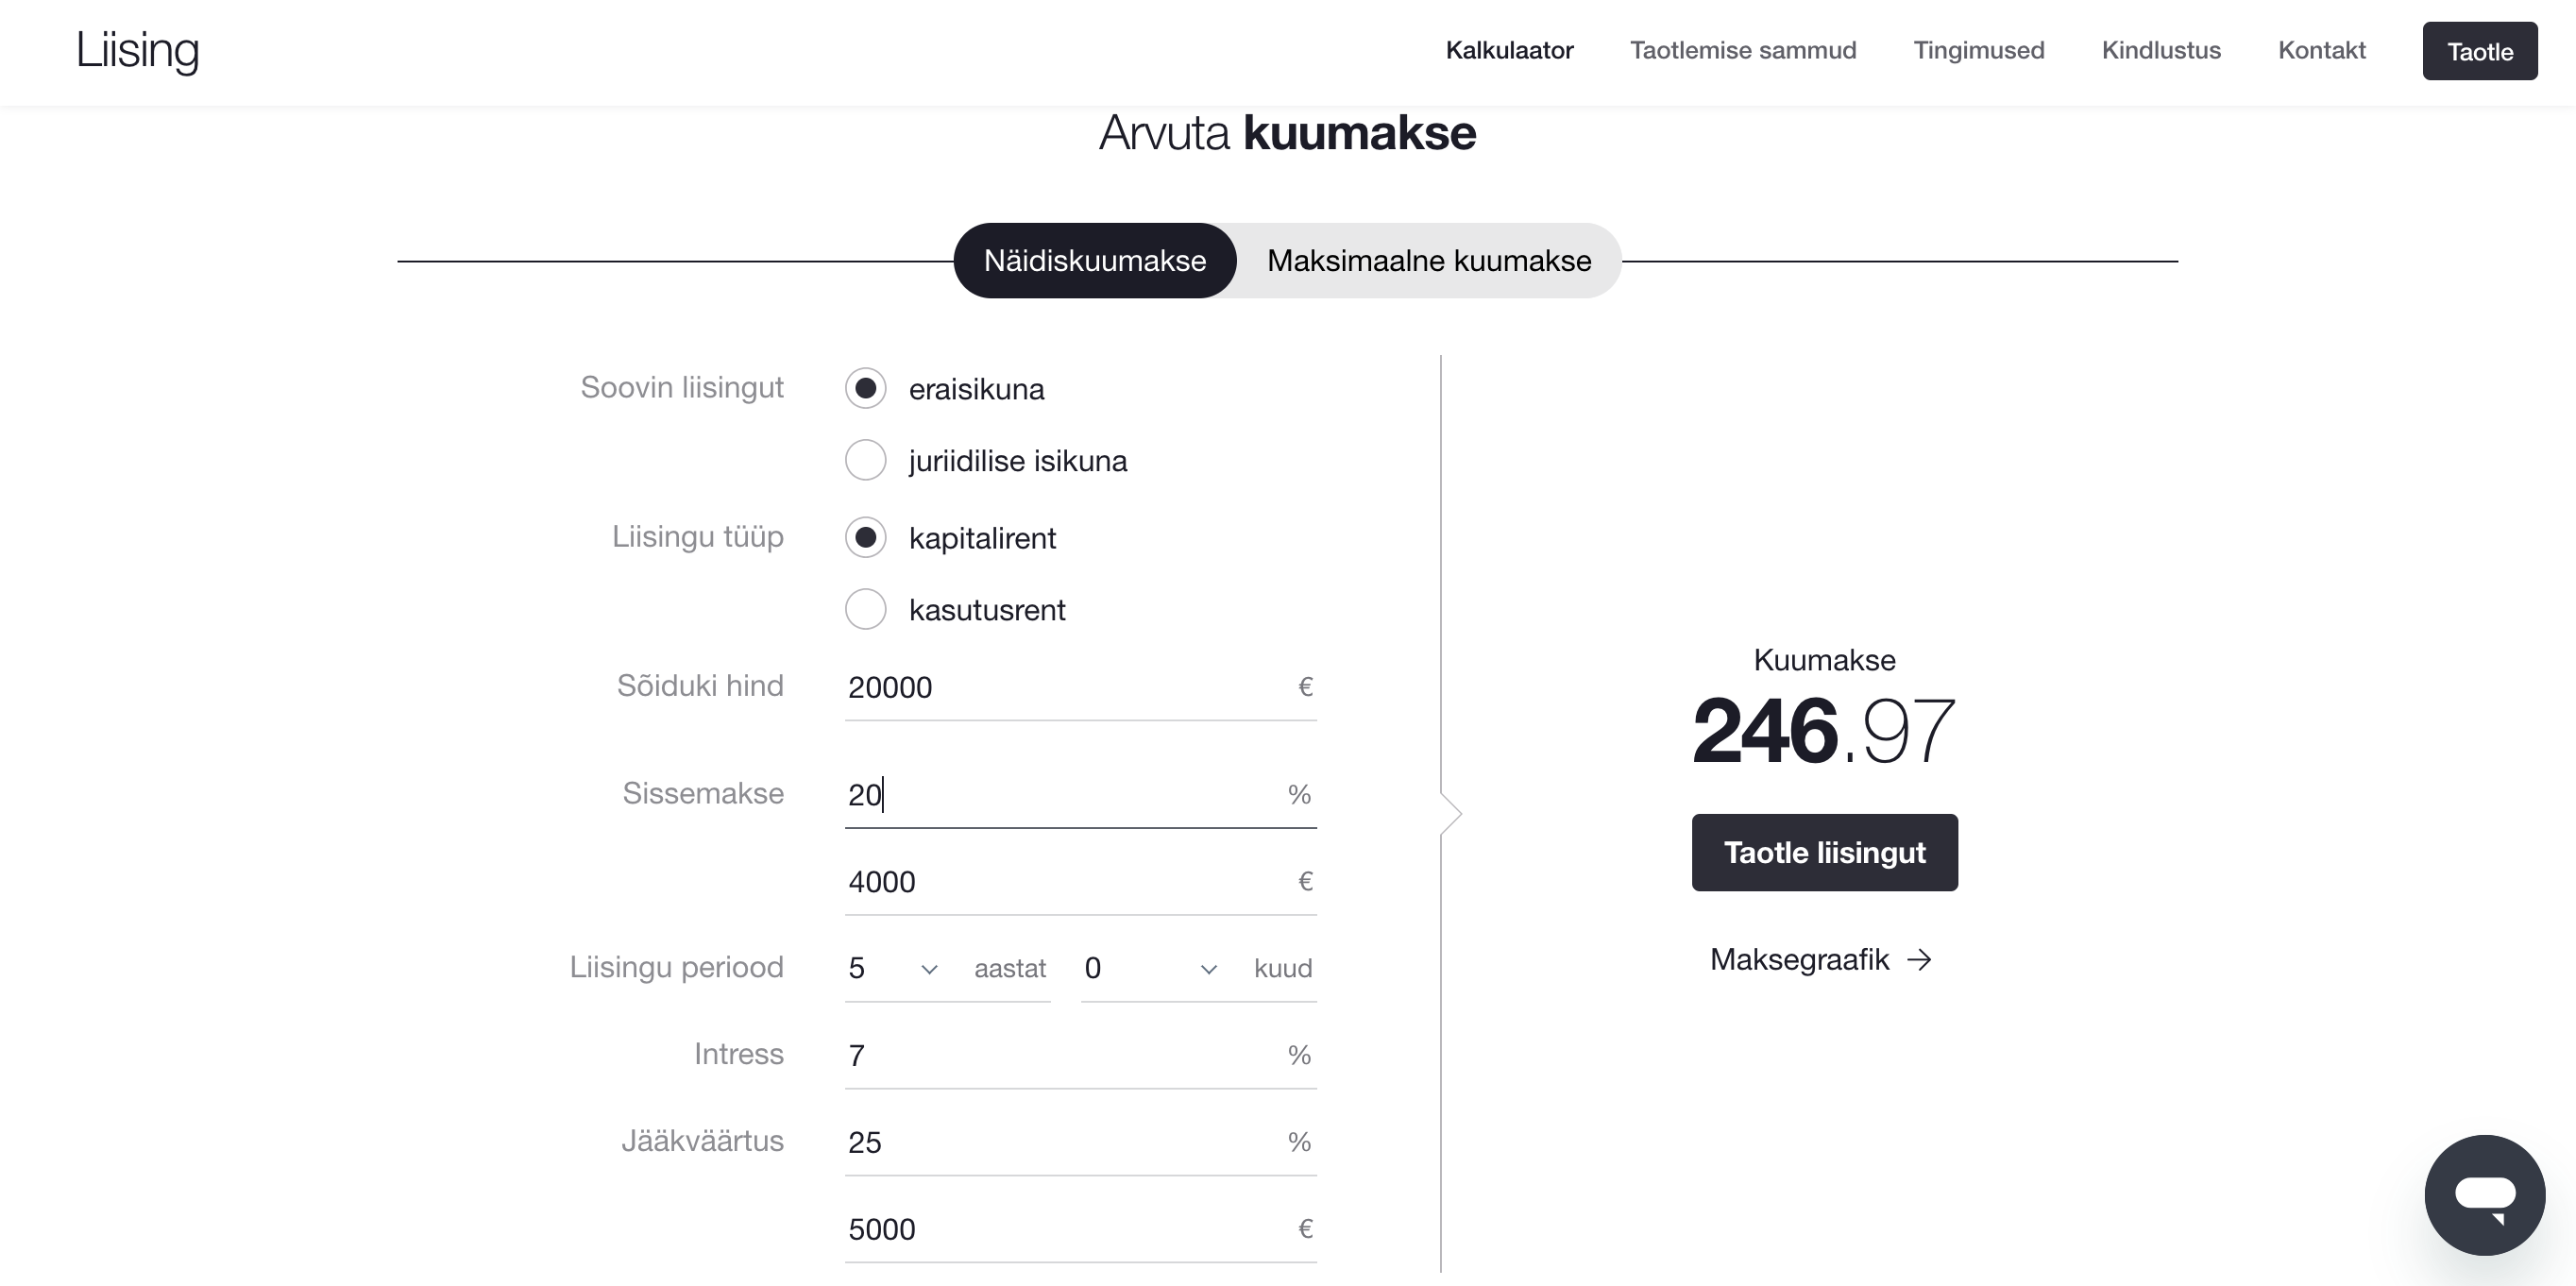 Liising
Kalkulaator Taotlemise sammud Tingimused Kindlustus Kontakt Taotle
Arvuta kuumakse
Näidiskuumakse Maksimaalne kuumakse
Soovin liisingut eraisikuna
juriidilise isikuna
Liisingu tüüp kapitalirent
kasutusrent
Sõiduki hind 20000 €
Sissemakse 20 %
4000 €
Liisingu periood 5 aastat 0 kuud
Intress 7 %
Jääkväärtus 25 %
5000 €
Kuumakse
246.97
Taotle liisingut
Maksegraafik →